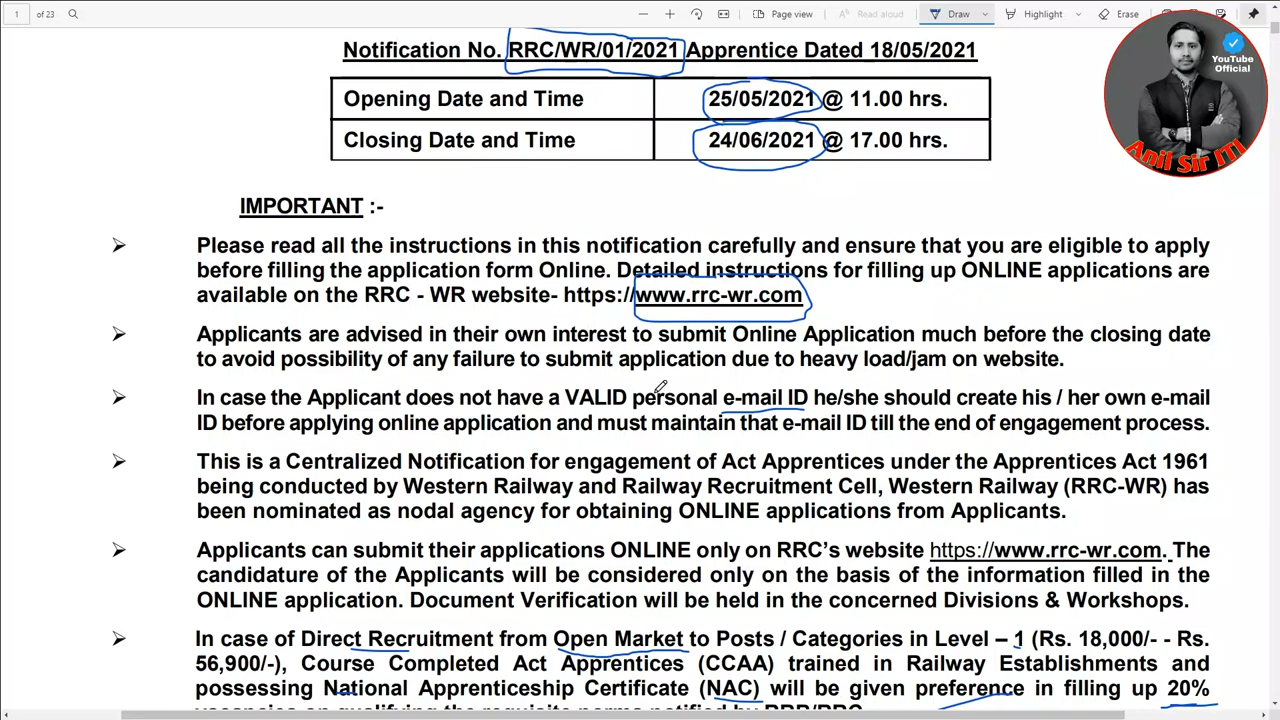 1 of 23 Page view Read aloud Draw Highlight Erase
Notification No. RRC/WR/01/2021 Apprentice Dated 18/05/2021
YouTube
Official
Opening Date and Time 25/05/2021 @ 11.00 hrs.
Closing Date and Time 24/06/2021 @ 17.00 hrs.
Anil Sir ITI
IMPORTANT :-
Please read all the instructions in this notification carefully and ensure that you are eligible to apply
before filling the application form Online. Detailed instructions for filling up ONLINE applications are
available on the RRC - WR website- https://www.rrc-wr.com
Applicants are advised in their own interest to submit Online Application much before the closing date
to avoid possibility of any failure to submit application due to heavy load/jam on website.
In case the Applicant does not have a VALID personal e-mail ID he/she should create his / her own e-mail
ID before applying online application and must maintain that e-mail ID till the end of engagement process.
This is a Centralized Notification for engagement of Act Apprentices under the Apprentices Act 1961
being conducted by Western Railway and Railway Recruitment Cell, Western Railway (RRC-WR) has
been nominated as nodal agency for obtaining ONLINE applications from Applicants.
Applicants can submit their applications ONLINE only on RRC's website https://www.rrc-wr.com. The
candidature of the Applicants will be considered only on the basis of the information filled in the
ONLINE application. Document Verification will be held in the concerned Divisions & Workshops.
In case of Direct Recruitment from Open Market to Posts / Categories in Level – 1 (Rs. 18,000/- - Rs.
56,900/-), Course Completed Act Apprentices (CCAA) trained in Railway Establishments and
possessing National Apprenticeship Certificate (NAC) will be given preference in filling up 20%
vacancies on qualifying the requisite norms notified by RRB/RRC.